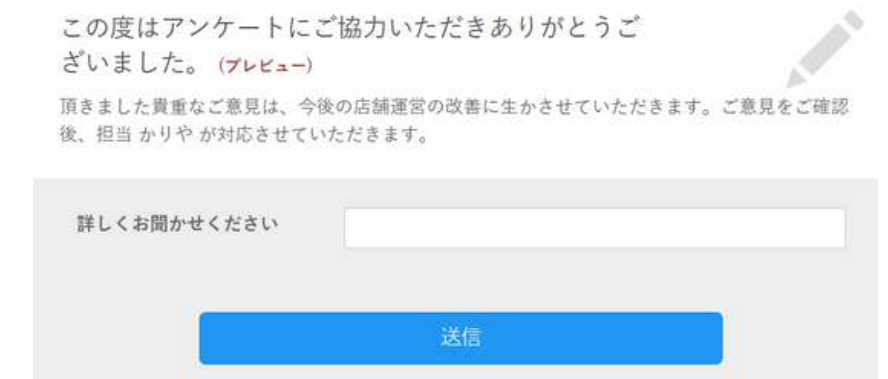 この度はアンケートにご協力いただきありがとうご
ざいました。 (プレビュー)
頂きました貴重なご意見は、今後の店舗運営の改善に生かさせていただきます。ご意見をご確認
後、担当 かりや が対応させていただきます。
詳しくお聞かせください
送信